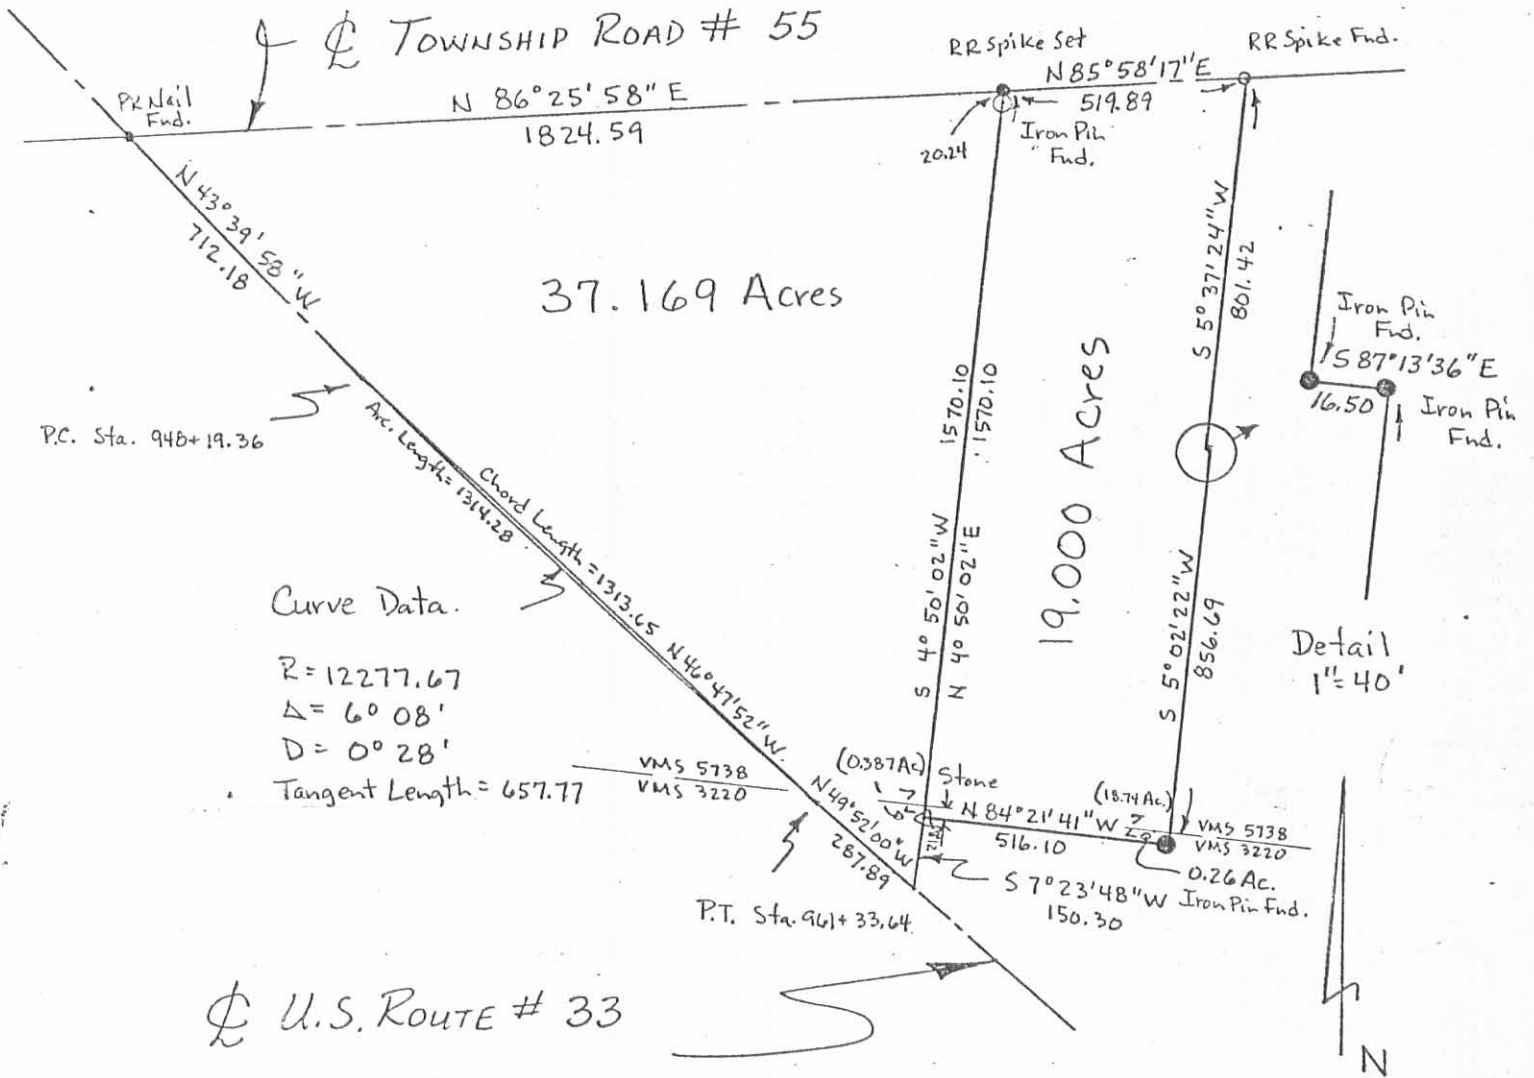 ℄ TOWNSHIP ROAD # 55
RR Spike Set
RR Spike Fnd.
N 85° 58' 17" E
519.89
PK Nail
Fnd.
N 86° 25' 58" E
1824.59
20.24
Iron Pin
Fnd.
N 43° 39' 58" W
712.18
37.169 Acres
S 5° 37' 24" W
801.42
Iron Pin
Fnd.
S 87° 13' 36" E
16.50
Iron Pin
Fnd.
P.C. Sta. 948+19.36
Arc. Length = 1314.28
Chord Length = 1313.65
N 46° 47' 52" W.
S 4° 50' 02" W 1570.10
N 4° 50' 02" E 1570.10
19.000 Acres
S 5° 02' 22" W
856.69
Detail
1" = 40'
Curve Data.
R = 12277.67
Δ = 6° 08'
D = 0° 28'
Tangent Length = 657.77
VMS 5738
VMS 3220
(0.387 Ac)
Stone
(18.74 Ac.)
N 49° 52' 00" W
287.89
N 84° 21' 41" W
516.10
VMS 5738
VMS 3220
0.26 Ac.
S 7° 23' 48" W
150.30
Iron Pin Fnd.
P.T. Sta. 961+33.64
℄ U.S. ROUTE # 33
N